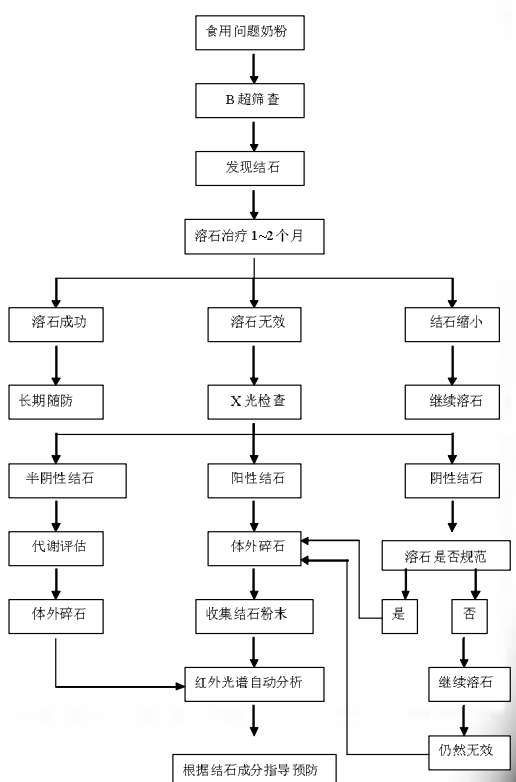 食用问题奶粉
B超筛查
发现结石
溶石治疗1~2个月
溶石成功
溶石无效
结石缩小
长期随防
X光检查
继续溶石
半阴性结石
阳性结石
阴性结石
代谢评估
体外碎石
溶石是否规范
体外碎石
收集结石粉末
是
否
红外光谱自动分析
继续溶石
仍然无效
根据结石成分指导预防